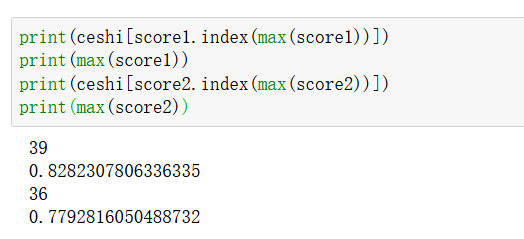 print(ceshi[score1.index(max(score1))])
print(max(score1))
print(ceshi[score2.index(max(score2))])
print(max(score2))
39
0.8282307806336335
36
0.7792816050488732